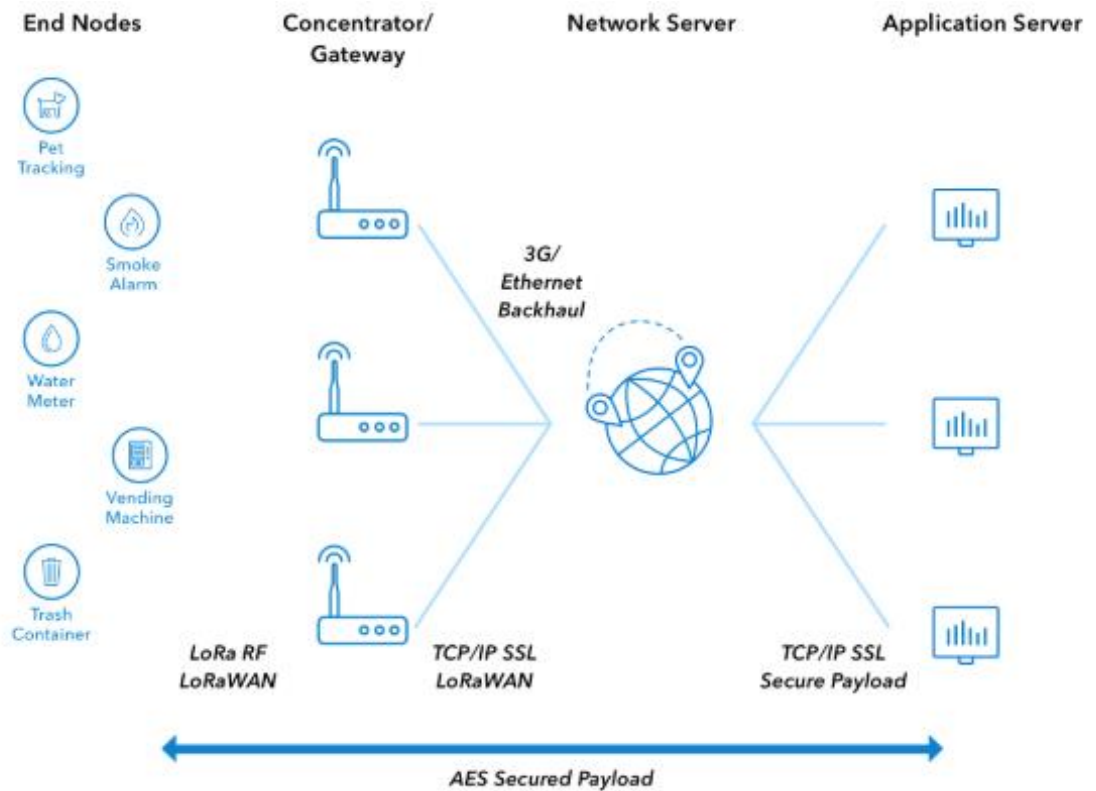 End Nodes
Concentrator/
Gateway
Network Server
Application Server
Pet
Tracking
Smoke
Alarm
3G/
Ethernet
Backhaul
Water
Meter
Vending
Machine
Trash
Container
LoRa RF
LoRaWAN
TCP/IP SSL
LoRaWAN
TCP/IP SSL
Secure Payload
AES Secured Payload